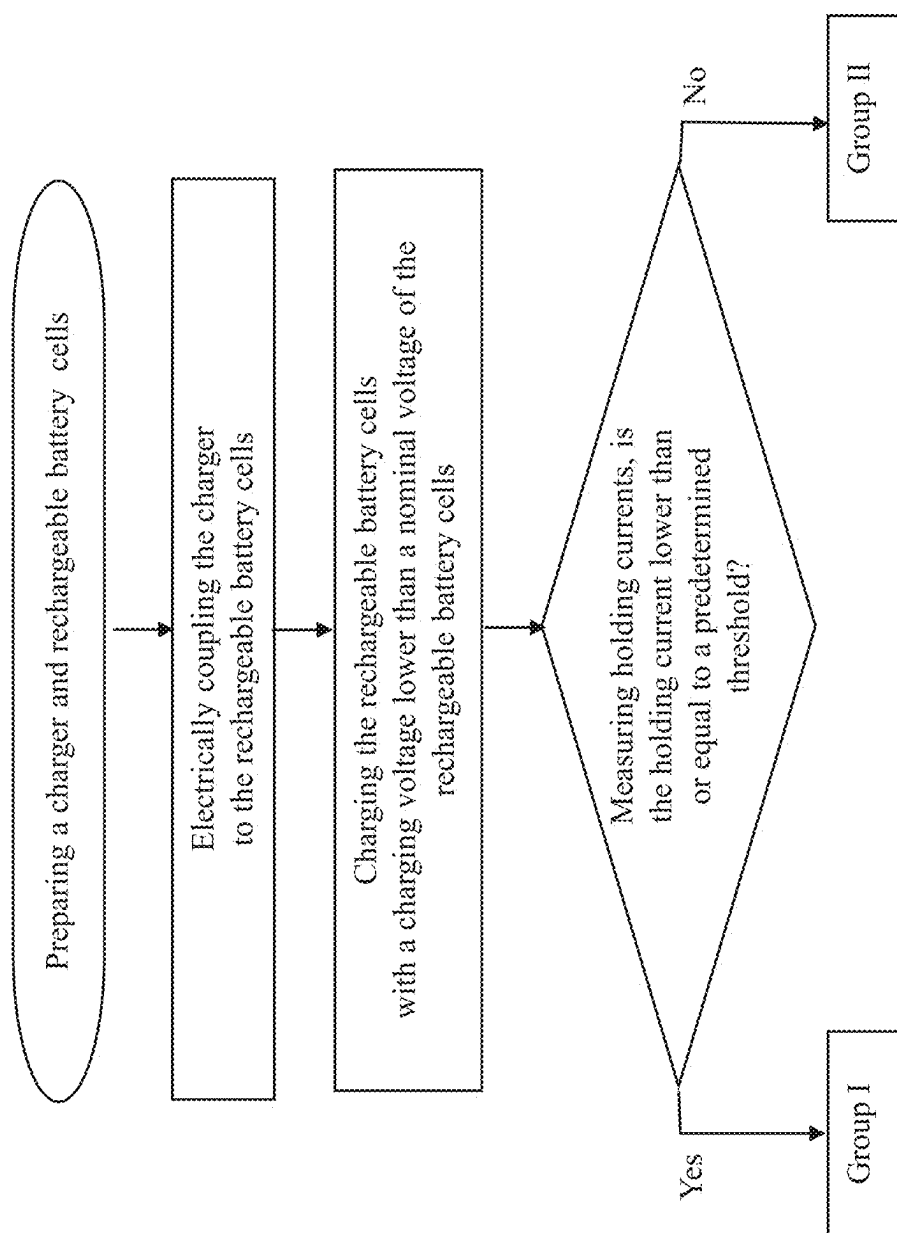 Preparing a charger and rechargeable battery cells
Electrically coupling the charger
to the rechargeable battery cells
Charging the rechargeable battery cells
with a charging voltage lower than a nominal voltage of the
rechargeable battery cells
Measuring holding currents, is
the holding current lower than
or equal to a predetermined
threshold?
Yes
No
Group I
Group II